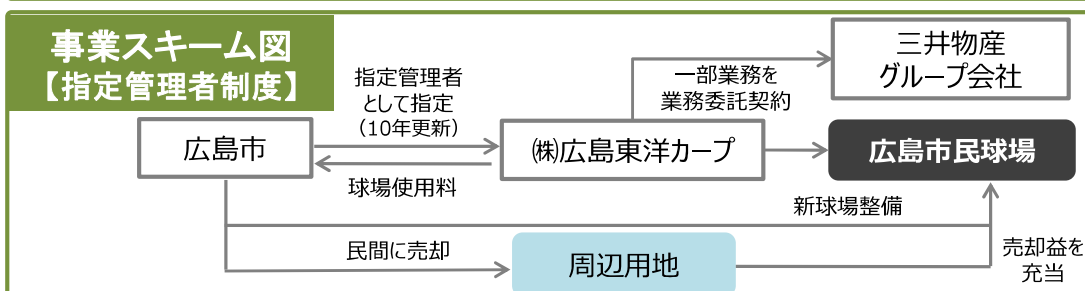 事業スキーム図
【指定管理者制度】
指定管理者
として指定
（10年更新）
一部業務を
業務委託契約
三井物産
グループ会社
広島市
㈱広島東洋カープ
広島市民球場
球場使用料
新球場整備
民間に売却
周辺用地
売却益を
充当